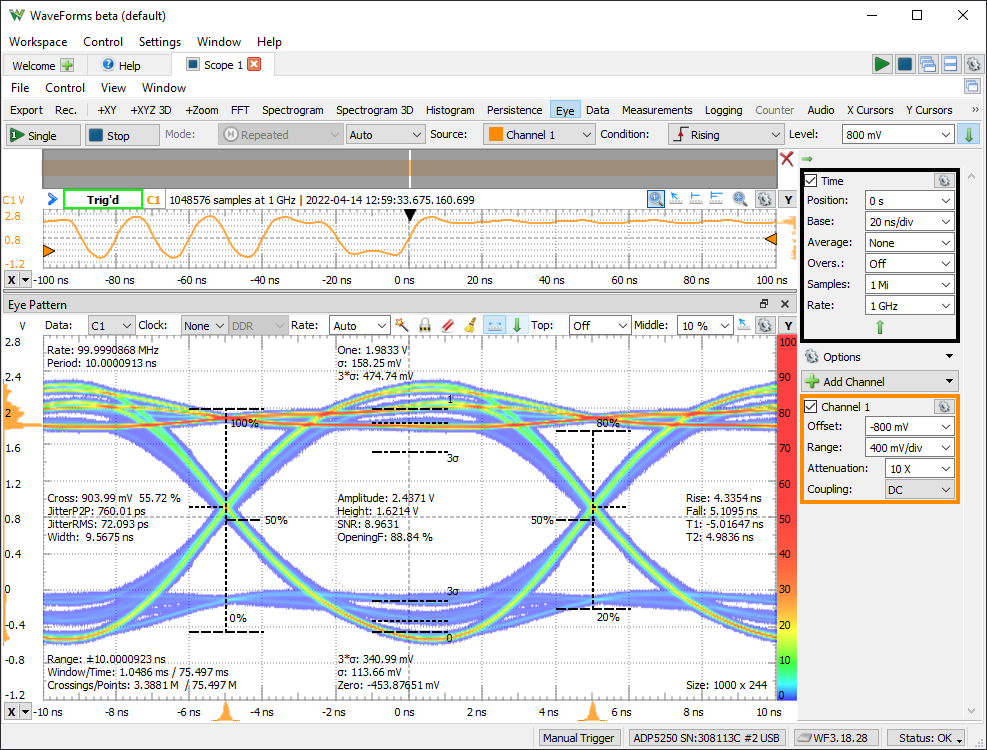 WaveForms beta (default)
Workspace Control Settings Window Help
Welcome Help Scope 1
File Control View Window
Export Rec. +XY +XYZ 3D +Zoom FFT Spectrogram Spectrogram 3D Histogram Persistence Eye Data Measurements Logging Counter Audio X Cursors Y Cursors »
Single Stop Mode: Repeated Auto Source: Channel 1 Condition: Rising Level: 800 mV
C1 V Trig'd C1 1048576 samples at 1 GHz | 2022-04-14 12:59:33.675.160.699 Y
2.8
0.8
-1.2
X -100 ns -80 ns -60 ns -40 ns -20 ns 0 ns 20 ns 40 ns 60 ns 80 ns 100 ns
Eye Pattern
V Data: C1 Clock: None DDR Rate: Auto Top: Off Middle: 10 % Y
2.8
2.4
2
1.6
1.2
0.8
0.4
0
-0.4
-0.8
-1.2
Rate: 99.9990868 MHz
Period: 10.0000913 ns
One: 1.9833 V
σ: 158.25 mV
3*σ: 474.74 mV
1
100%
80%
3σ
Cross: 903.99 mV 55.72 %
JitterP2P: 760.01 ps
JitterRMS: 72.093 ps
Width: 9.5675 ns
50%
Amplitude: 2.4371 V
Height: 1.6214 V
SNR: 8.9631
OpeningF: 88.84 %
50%
Rise: 4.3354 ns
Fall: 5.1095 ns
T1: -5.01647 ns
T2: 4.9836 ns
3σ
0%
20%
0
Range: ±10.0000923 ns
Window/Time: 1.0486 ms / 75.497 ms
Crossings/Points: 3.3881 M / 75.497 M
3*σ: 340.99 mV
σ: 113.66 mV
Zero: -453.87651 mV
Size: 1000 x 244
100
90
80
70
60
50
40
30
20
10
0
X -10 ns -8 ns -6 ns -4 ns -2 ns 0 ns 2 ns 4 ns 6 ns 8 ns 10 ns
Time
Position: 0 s
Base: 20 ns/div
Average: None
Overs.: Off
Samples: 1 Mi
Rate: 1 GHz
Options
Add Channel
Channel 1
Offset: -800 mV
Range: 400 mV/div
Attenuation: 10 X
Coupling: DC
Manual Trigger ADP5250 SN:308113C #2 USB WF3.18.28 Status: OK